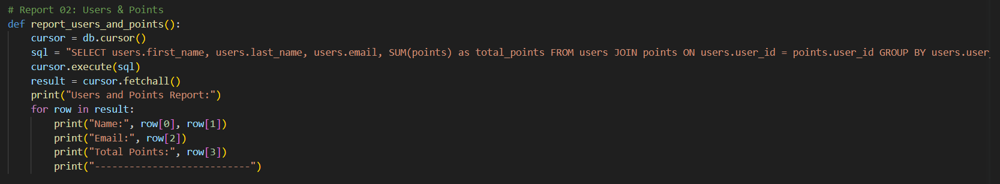 # Report 02: Users & Points
def report_users_and_points():
    cursor = db.cursor()
    sql = "SELECT users.first_name, users.last_name, users.email, SUM(points) as total_points FROM users JOIN points ON users.user_id = points.user_id GROUP BY users.user_
    cursor.execute(sql)
    result = cursor.fetchall()
    print("Users and Points Report:")
    for row in result:
        print("Name:", row[0], row[1])
        print("Email:", row[2])
        print("Total Points:", row[3])
        print("---------------------------")